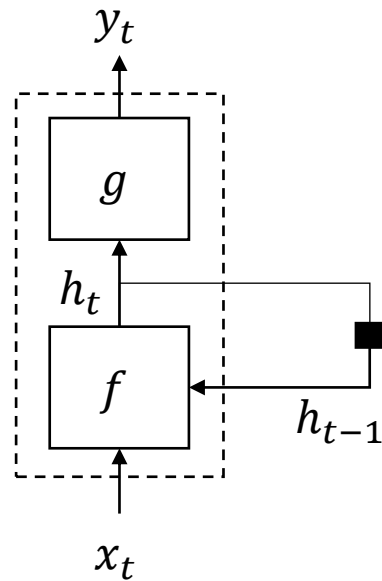 y_t
g
h_t
f
h_{t-1}
x_t